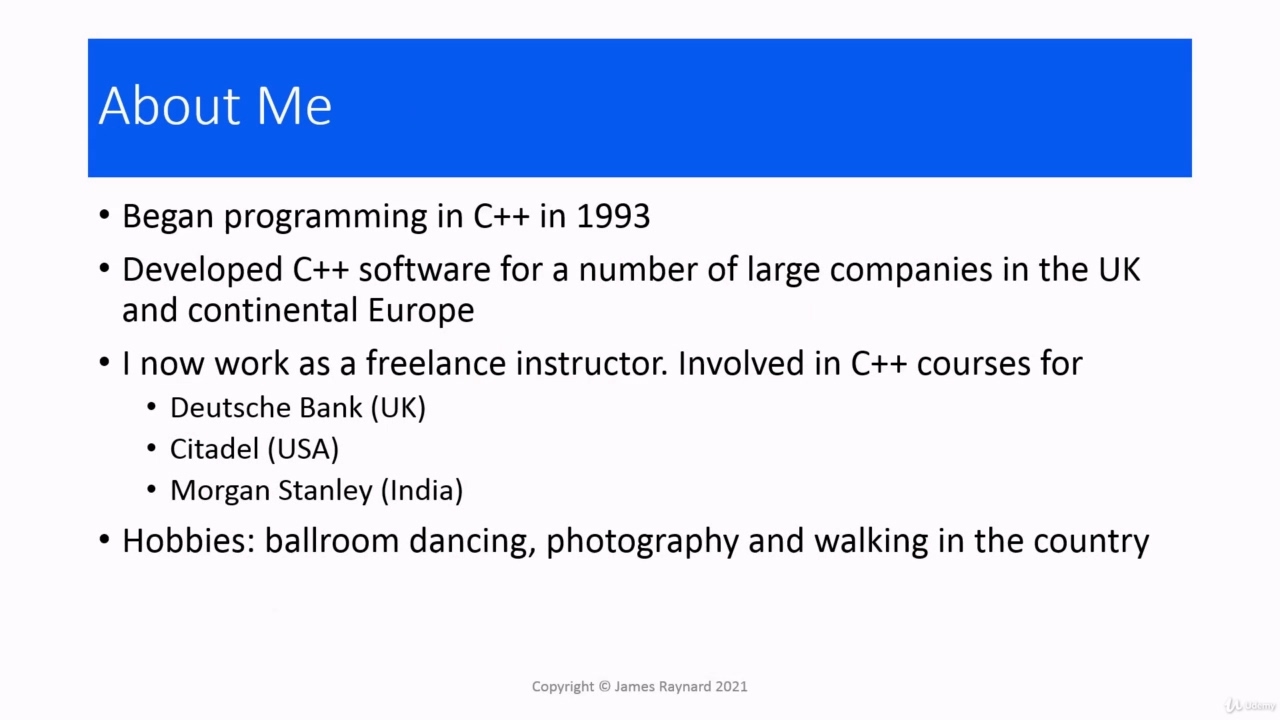 About Me
• Began programming in C++ in 1993
• Developed C++ software for a number of large companies in the UK
and continental Europe
• I now work as a freelance instructor. Involved in C++ courses for
• Deutsche Bank (UK)
• Citadel (USA)
• Morgan Stanley (India)
• Hobbies: ballroom dancing, photography and walking in the country
Copyright © James Raynard 2021
Udemy